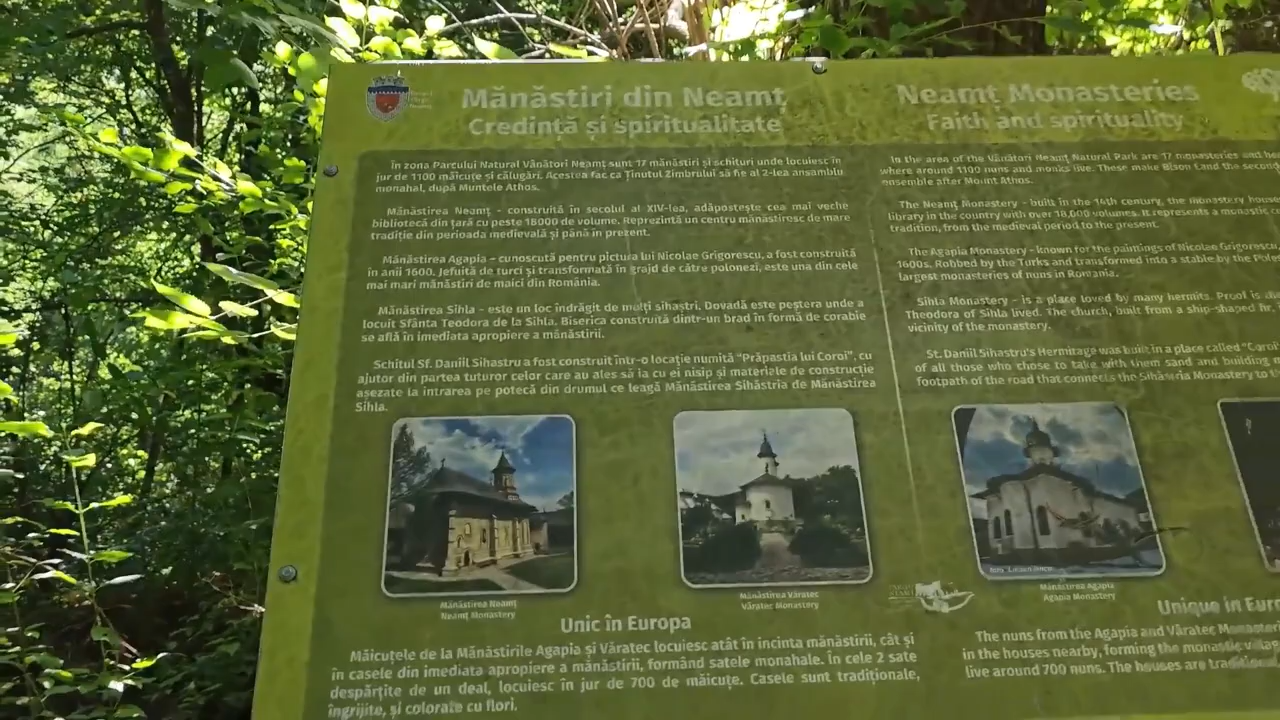 Mănăstiri din Neamț
Credință și spiritualitate
În zona Parcului Natural Vânători Neamț sunt 17 mănăstiri și schituri unde locuiesc în
jur de 1100 măicuțe și călugări. Acestea fac ca Ținutul Zimbrului să fie al 2-lea ansamblu
monahal, după Muntele Athos.
Mănăstirea Neamț - construită în secolul al XIV-lea, adăpostește cea mai veche
bibliotecă din țară cu peste 18000 de volume. Reprezintă un centru mănăstiresc de mare
tradiție din perioada medievală și până în prezent.
Mănăstirea Agapia - cunoscută pentru pictura lui Nicolae Grigorescu, a fost construită
în anii 1600. Jefuită de turci și transformată în grajd de către polonezi, este una din cele
mai mari mănăstiri de maici din România.
Mănăstirea Sihla - este un loc îndrăgit de mulți sihaștri. Dovadă este peștera unde a
locuit Sfânta Teodora de la Sihla. Biserica construită dintr-un brad în formă de corabie
se află în imediata apropiere a mănăstirii.
Schitul Sf. Daniil Sihastru a fost construit într-o locație numită "Prăpastia lui Coroi", cu
ajutor din partea tuturor celor care au ales să ia cu ei nisip și materiale de construcție
așezate la intrarea pe potecă din drumul ce leagă Mănăstirea Sihăstria de Mănăstirea
Sihla.
Mănăstirea Neamț
Neamț Monastery
Mănăstirea Văratec
Văratec Monastery
Unic în Europa
Măicuțele de la Mănăstirile Agapia și Văratec locuiesc atât în incinta mănăstirii, cât și
în casele din imediata apropiere a mănăstirii, formând satele monahale. În cele 2 sate
despărțite de un deal, locuiesc în jur de 700 de măicuțe. Casele sunt tradiționale,
îngrijite, și colorate cu flori.
Neamț Monasteries
Faith and spirituality
In the area of the Vânători Neamț Natural Park are 17 monasteries and
where around 1100 nuns and monks live. These make Bison Land the second
ensemble after Mount Athos.
The Neamț Monastery - built in the 14th century, the monastery
library in the country with over 18,000 volumes. It represents a monastic
tradition, from the medieval period to the present.
The Agapia Monastery - known for the paintings of Nicolae Grigorescu,
1600s. Robbed by the Turks and transformed into a stable by the
largest monasteries of nuns in Romania.
Sihla Monastery - is a place loved by many hermits. Proof is
Theodora of Sihla lived. The church, built from a ship-shaped fir,
vicinity of the monastery.
St. Daniil Sihastru's Hermitage was built in a place called
of all those who chose to take with them sand and building
footpath of the road that connects the Sihăstria Monastery to
Mănăstirea Agapia
Agapia Monastery
Unique in
The nuns from the Agapia and Văratec
in the houses nearby, forming the monastic
live around 700 nuns. The houses are